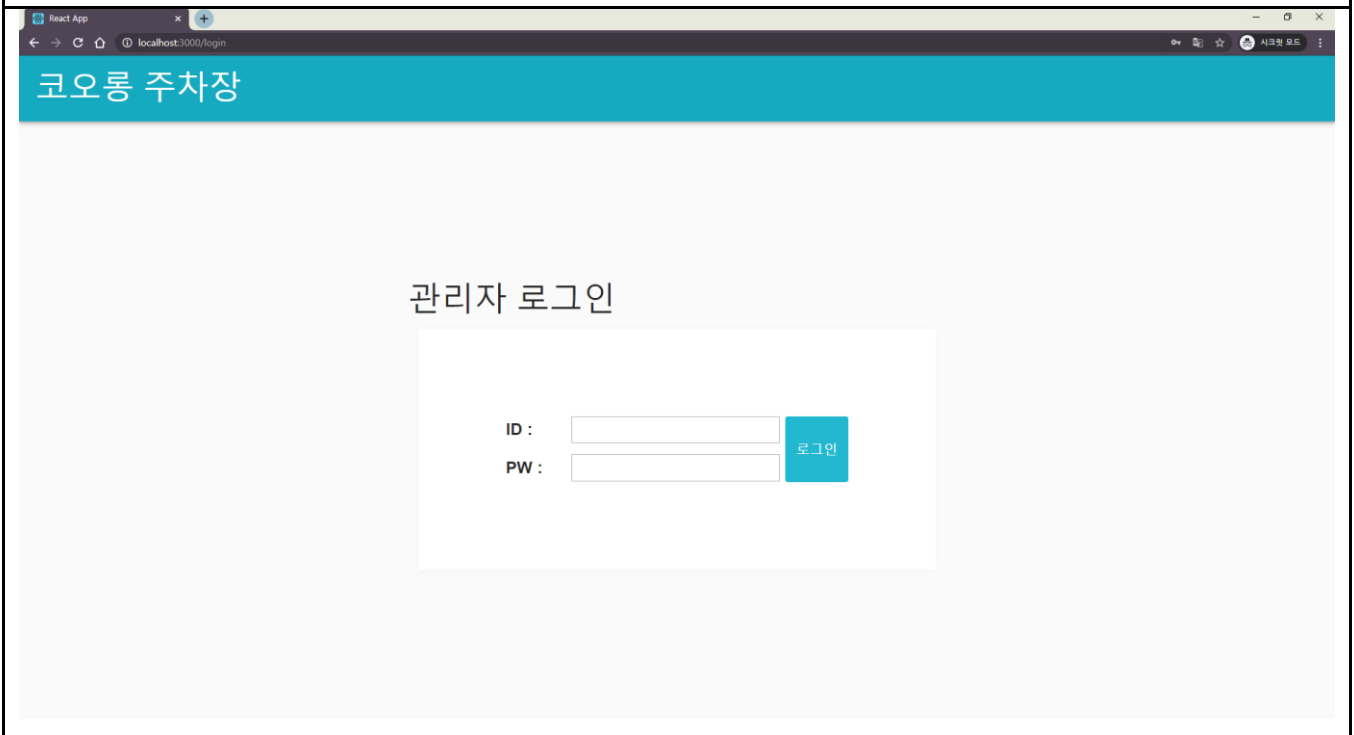 React App
localhost:3000/login
시크릿 모드
코오롱 주차장
관리자 로그인
ID :
로그인
PW :